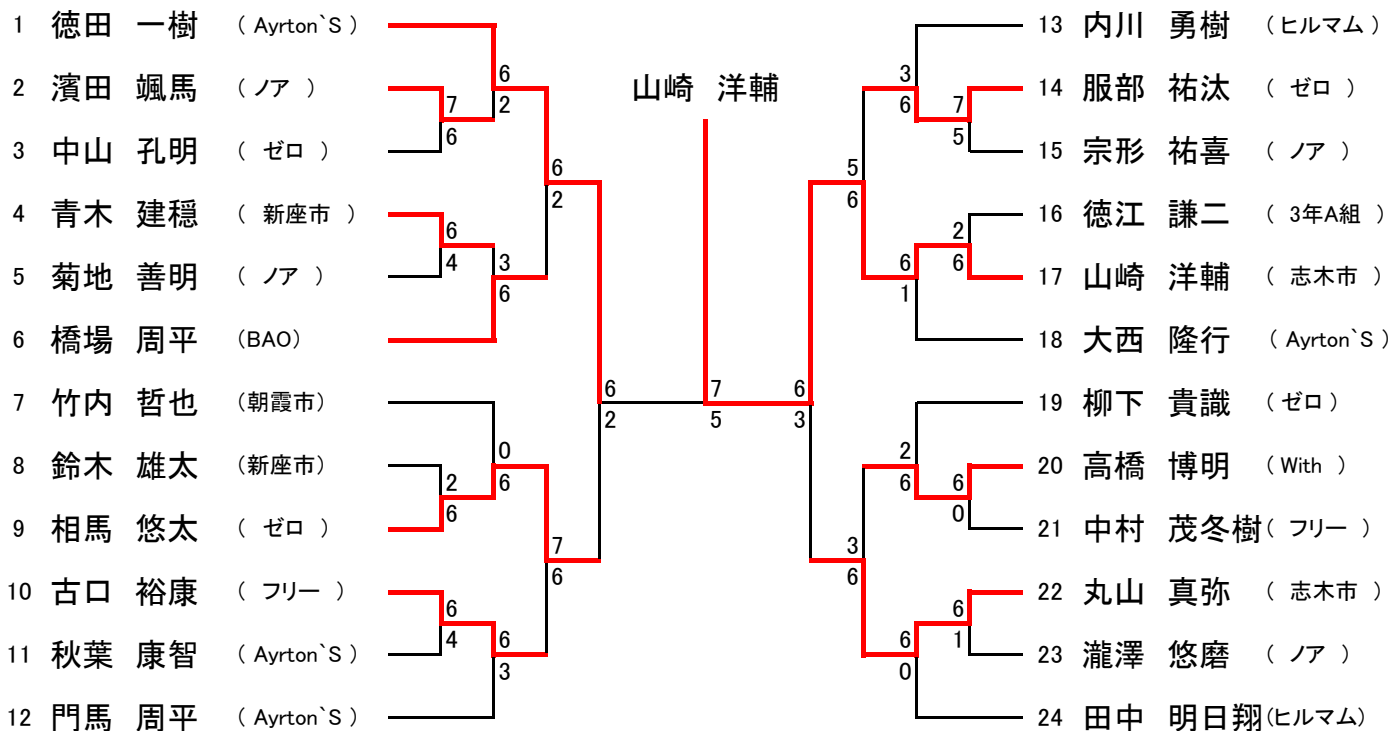 1 徳田 一樹 ( Ayrton`S )
2 濱田 颯馬 ( ノア )
3 中山 孔明 ( ゼロ )
4 青木 建穏 ( 新座市 )
5 菊地 善明 ( ノア )
6 橋場 周平 (BAO)
7 竹内 哲也 (朝霞市)
8 鈴木 雄太 (新座市)
9 相馬 悠太 ( ゼロ )
10 古口 裕康 ( フリー )
11 秋葉 康智 ( Ayrton`S )
12 門馬 周平 ( Ayrton`S )
7
6
6
4
2
6
6
4
6
2
3
6
0
6
6
3
6
2
7
6
6
2
山崎 洋輔
7
5
6
3
5
6
3
6
3
6
6
1
2
6
6
0
7
5
2
6
6
0
6
1
13 内川 勇樹 (ヒルマム)
14 服部 祐汰 ( ゼロ )
15 宗形 祐喜 ( ノア )
16 徳江 謙二 ( 3年A組 )
17 山崎 洋輔 ( 志木市 )
18 大西 隆行 ( Ayrton`S )
19 柳下 貴識 ( ゼロ )
20 高橋 博明 ( With )
21 中村 茂冬樹 ( フリー )
22 丸山 真弥 ( 志木市 )
23 瀧澤 悠磨 ( ノア )
24 田中 明日翔 (ヒルマム)